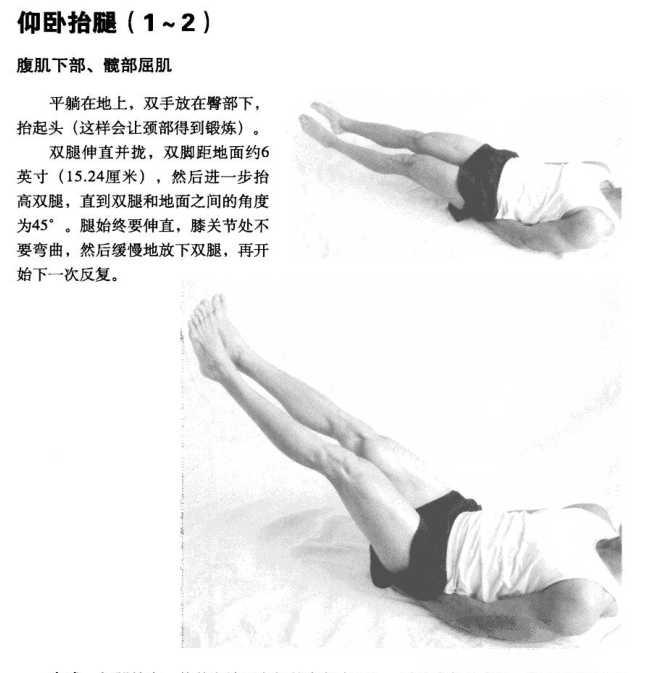 仰卧抬腿（1~2）
腹肌下部、髋部屈肌
平躺在地上，双手放在臀部下，
抬起头（这样会让颈部得到锻炼）。
双腿伸直并拢，双脚距地面约6
英寸（15.24厘米），然后进一步抬
高双腿，直到双腿和地面之间的角度
为45°。腿始终要伸直，膝关节处不
要弯曲，然后缓慢地放下双腿，再开
始下一次反复。